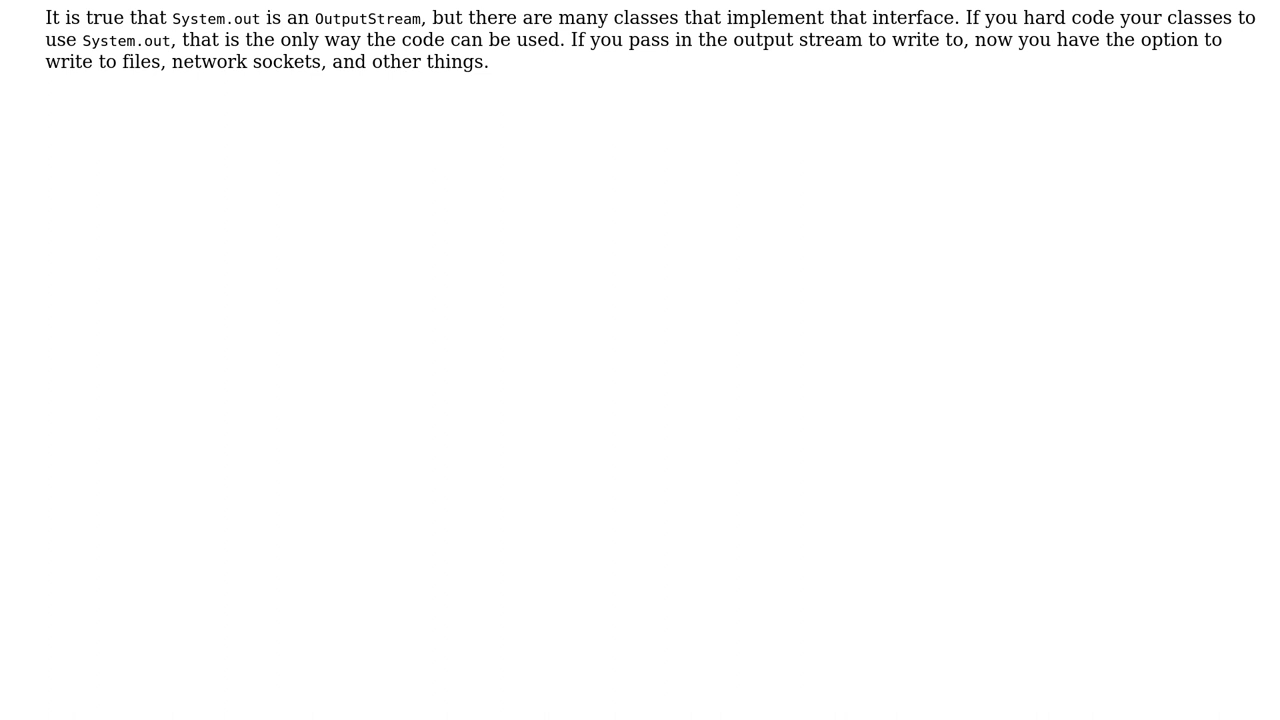 It is true that System.out is an OutputStream, but there are many classes that implement that interface. If you hard code your classes to
use System.out, that is the only way the code can be used. If you pass in the output stream to write to, now you have the option to
write to files, network sockets, and other things.